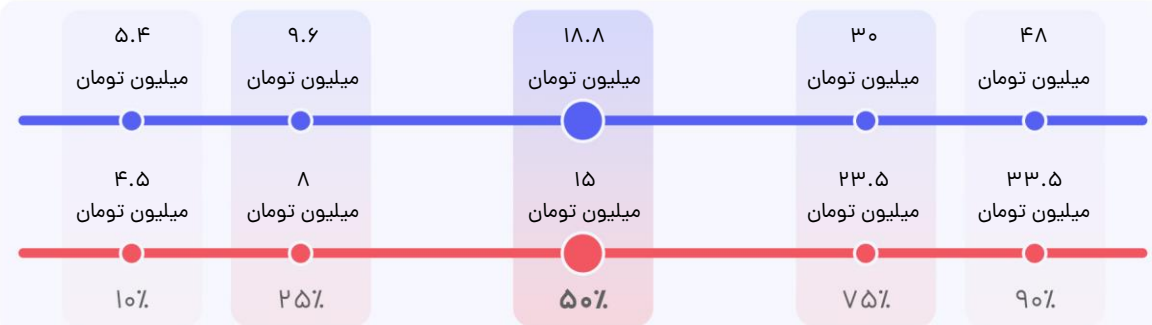 ۵.۴ ۹.۶ ۱۸.۸ ۳۰ ۴۸
میلیون تومان میلیون تومان میلیون تومان میلیون تومان میلیون تومان
۴.۵ ۸ ۱۵ ۲۳.۵ ۳۳.۵
میلیون تومان میلیون تومان میلیون تومان میلیون تومان میلیون تومان
۱۰٪ ۲۵٪ ۵۰٪ ۷۵٪ ۹۰٪